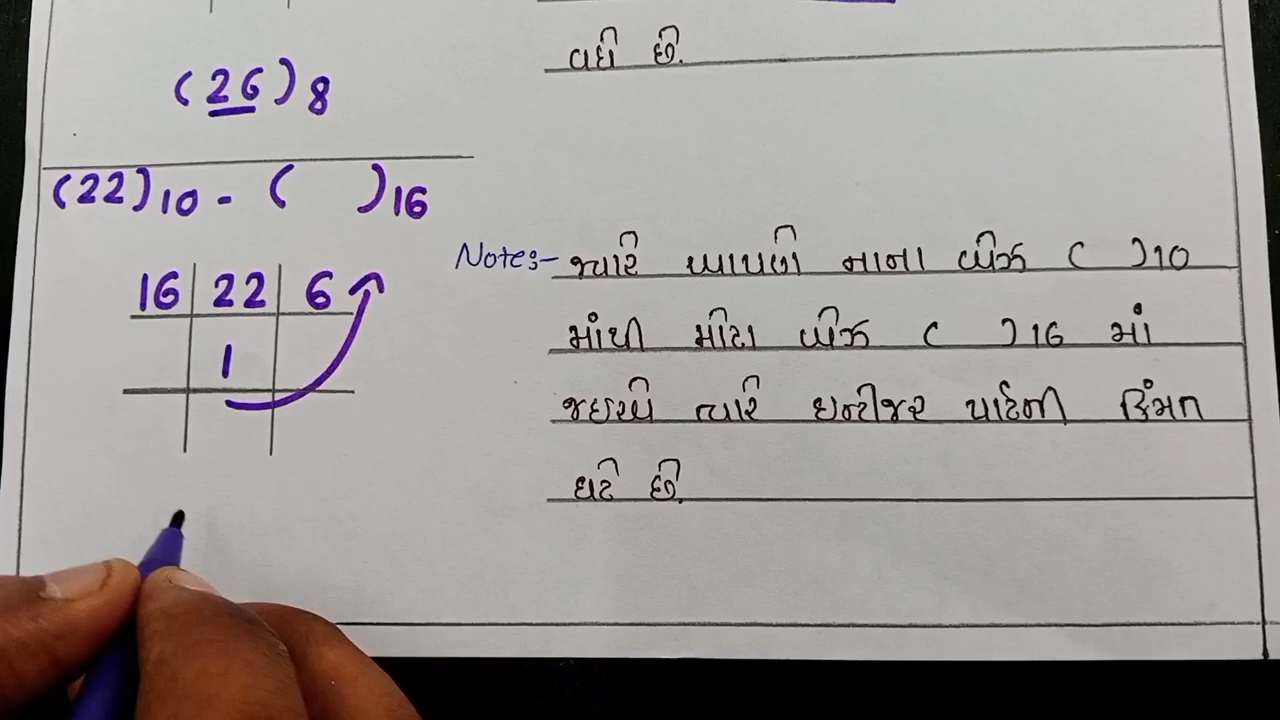 (26)8
વધે છે.
(22)10 - ( )16
16 22 6
1
Notes:- જ્યારે આપણે નાના બેઝ ( )10
માંથી મોટા બેઝ ( )16 માં
જઇએ ત્યારે ઇન્ટીજર પાર્ટની કિંમત
ઘટે છે.